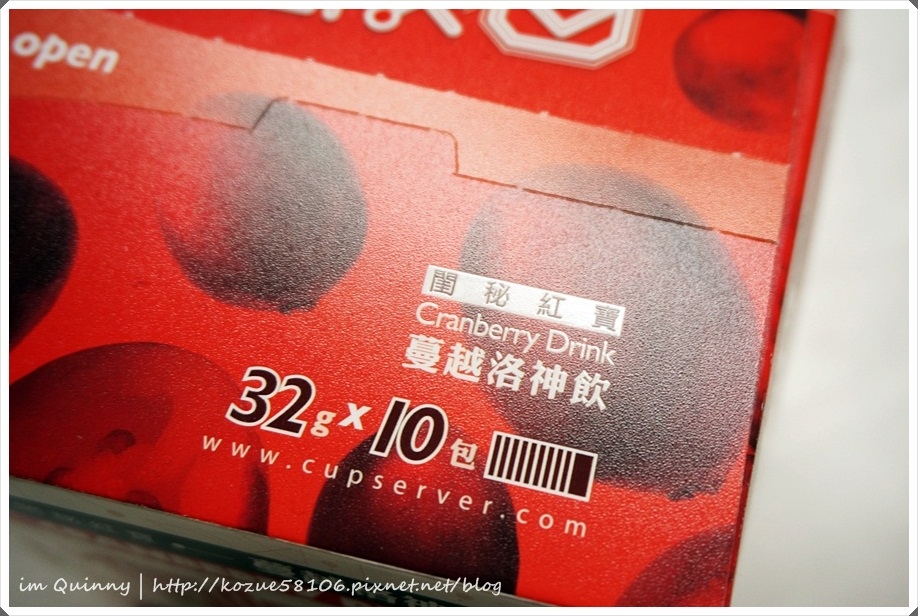 open
閨秘紅寶
Cranberry Drink
蔓越洛神飲
32g x 10包
www.cupserver.com
im Quinny | http://kozue58106.pixnet.net/blog